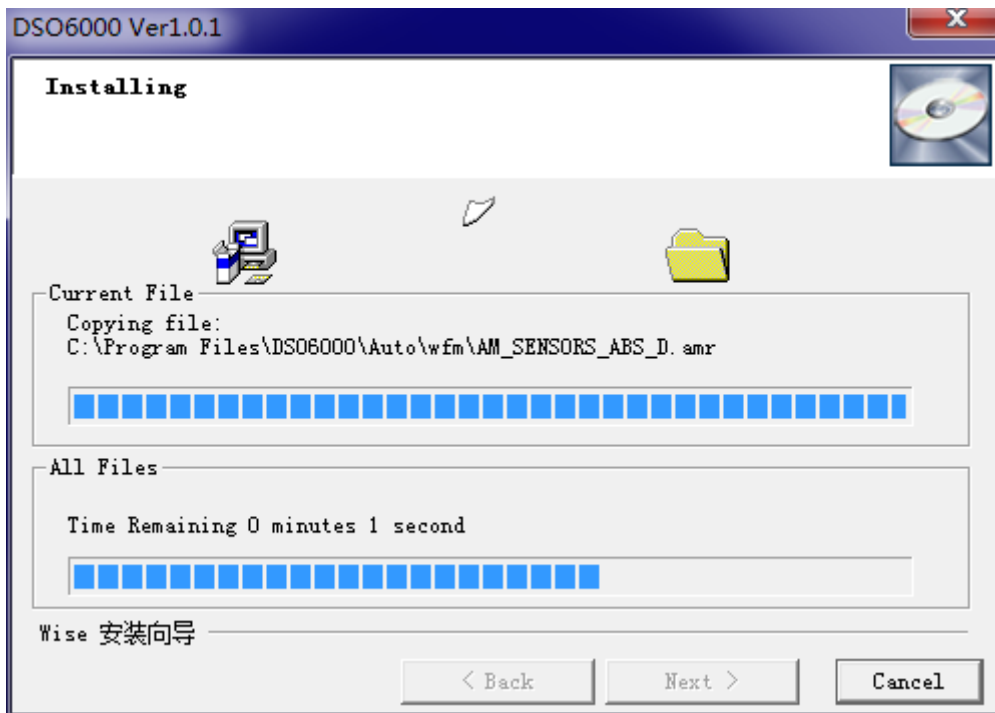 DSO6000 Ver1.0.1
Installing
Current File
Copying file:
C:\Program Files\DSO6000\Auto\wfm\AM_SENSORS_ABS_D.amr
All Files
Time Remaining 0 minutes 1 second
Wise 安装向导
< Back
Next >
Cancel